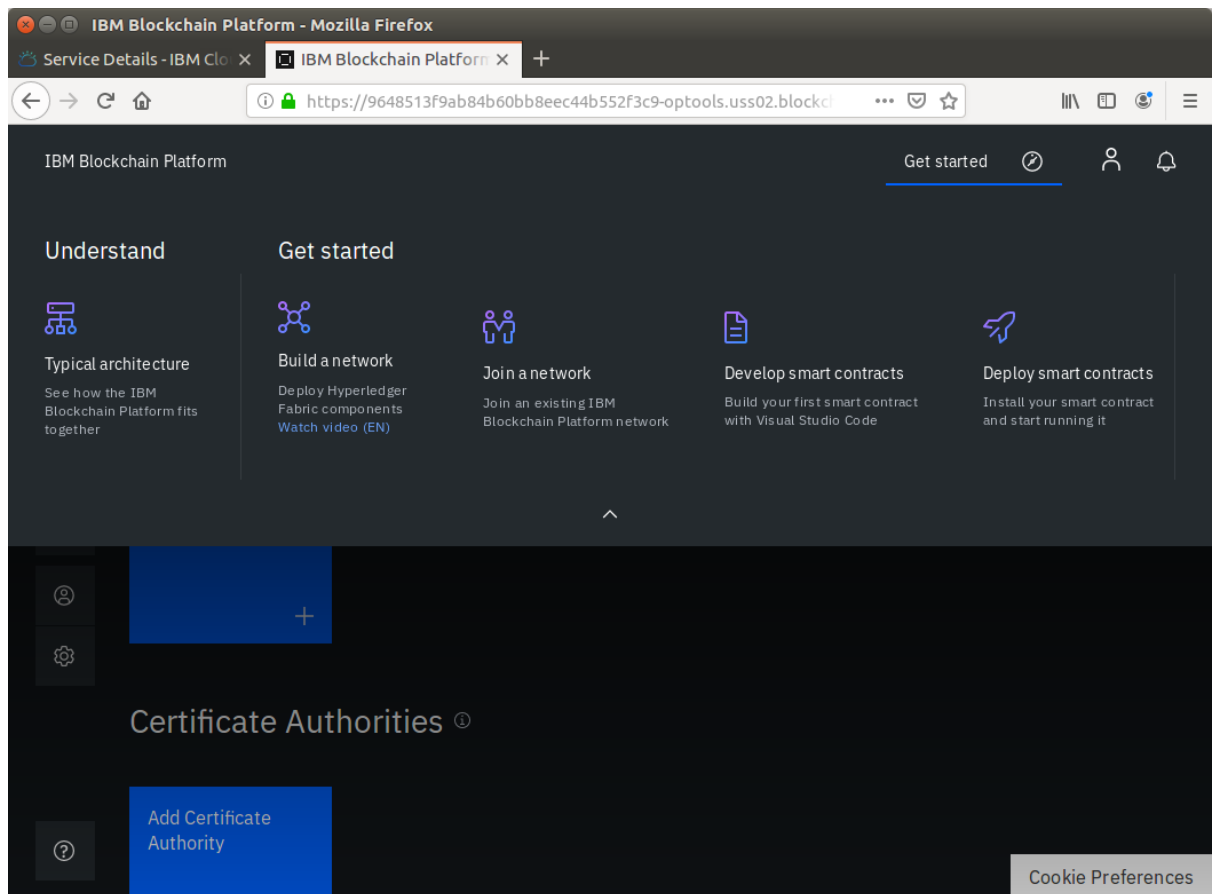 IBM Blockchain Platform - Mozilla Firefox
Service Details - IBM Clo
IBM Blockchain Platform
https://9648513f9ab84b60bb8eec44b552f3c9-optools.uss02.blockch
IBM Blockchain Platform
Get started
Understand
Get started
Typical architecture
See how the IBM
Blockchain Platform fits
together
Build a network
Deploy Hyperledger
Fabric components
Watch video (EN)
Join a network
Join an existing IBM
Blockchain Platform network
Develop smart contracts
Build your first smart contract
with Visual Studio Code
Deploy smart contracts
Install your smart contract
and start running it
Certificate Authorities
Add Certificate
Authority
Cookie Preferences